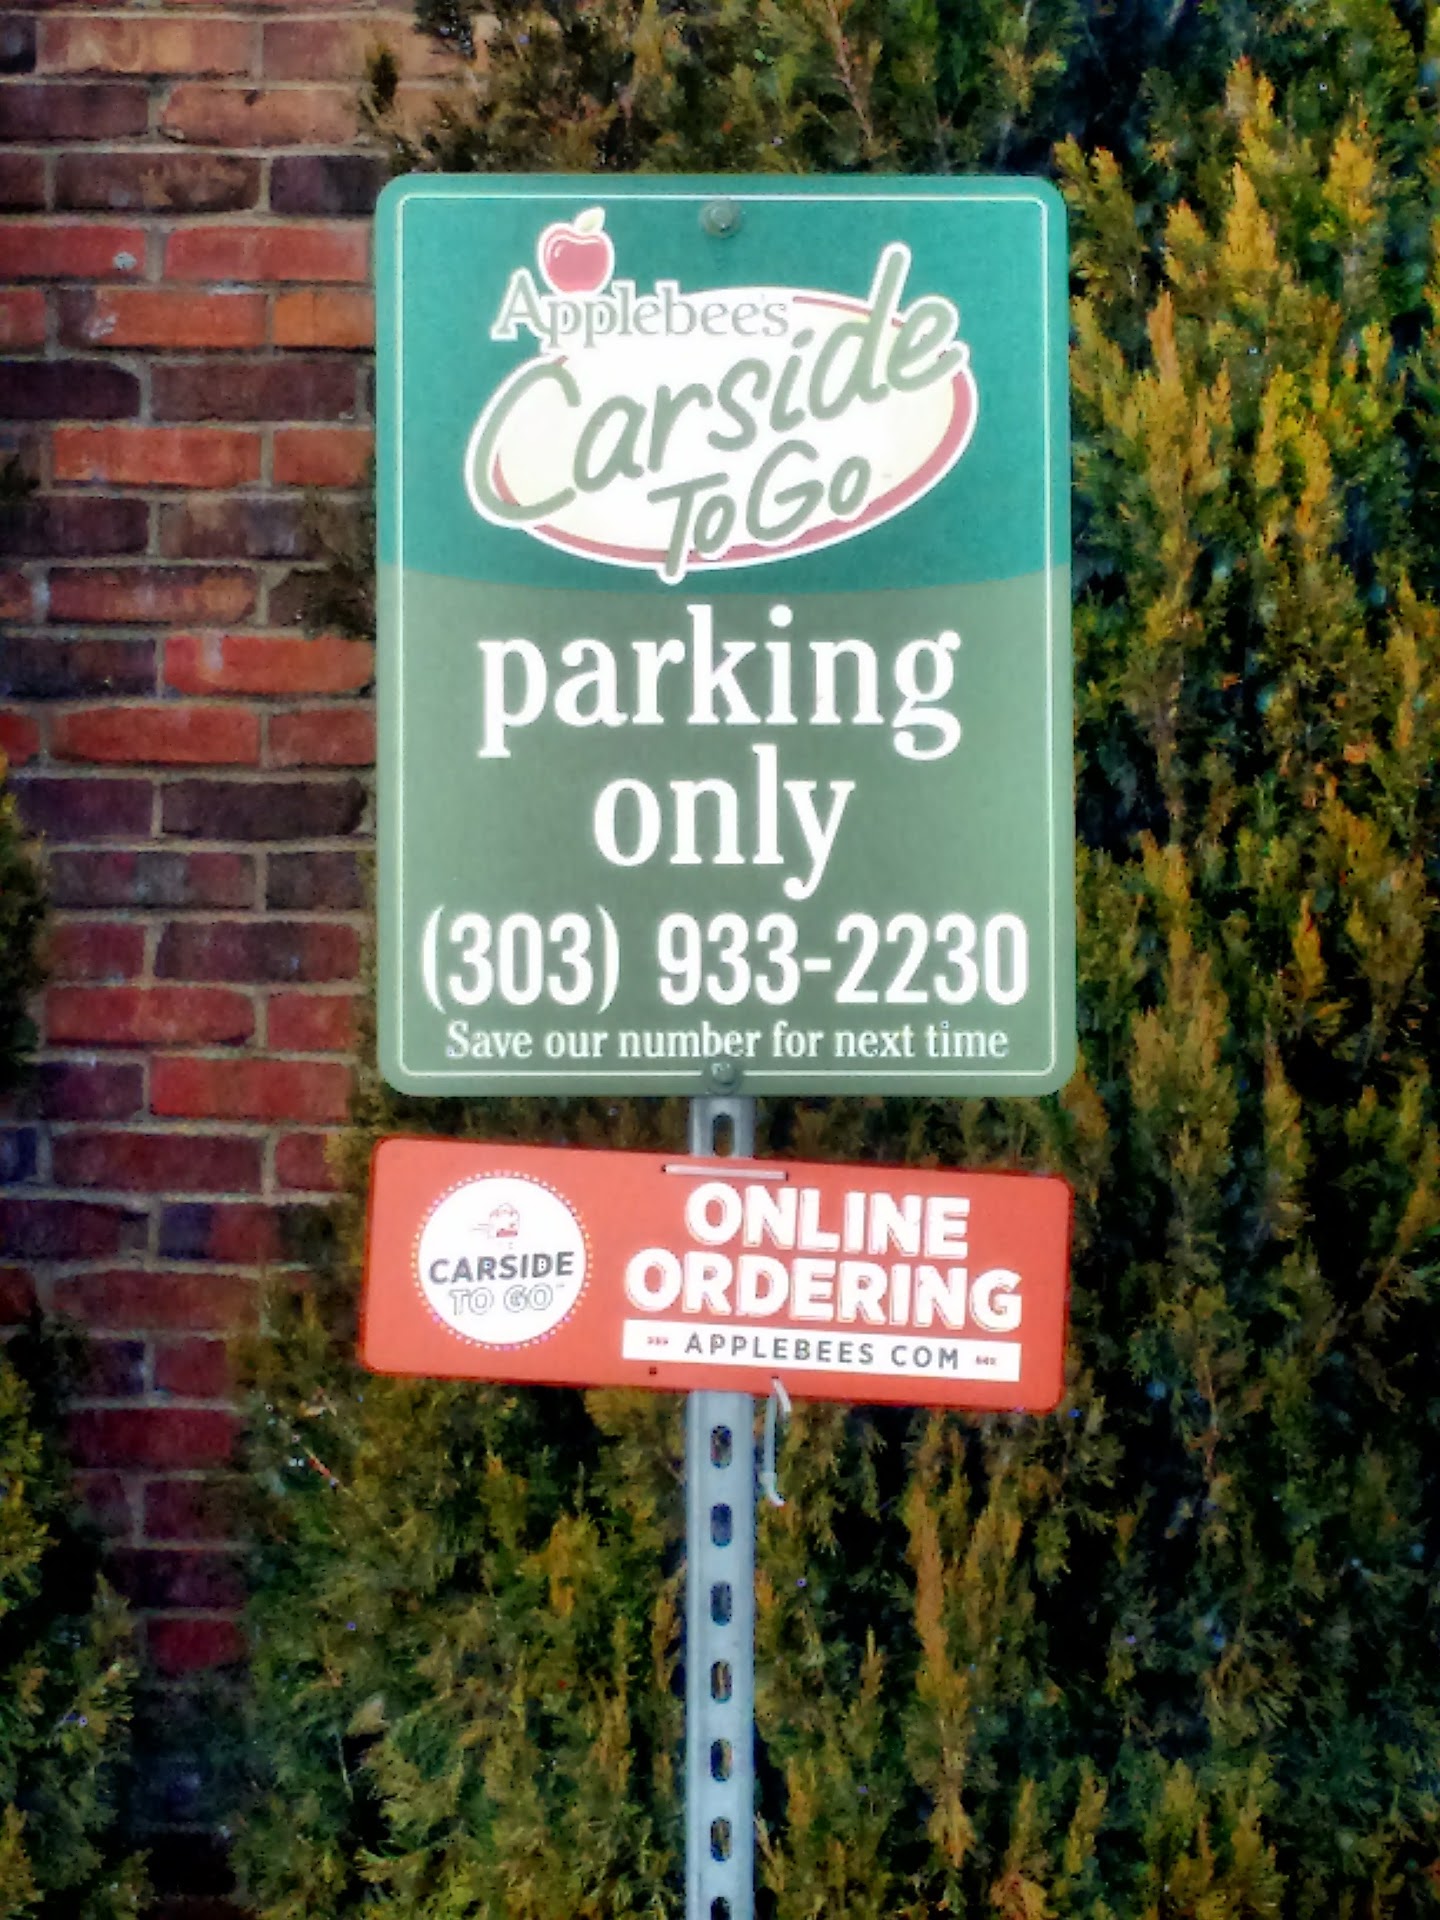 Applebee's
Carside
To Go
parking
only
(303) 933-2230
Save our number for next time
CARSIDE
TO GO
ONLINE
ORDERING
>>> APPLEBEES COM <<<